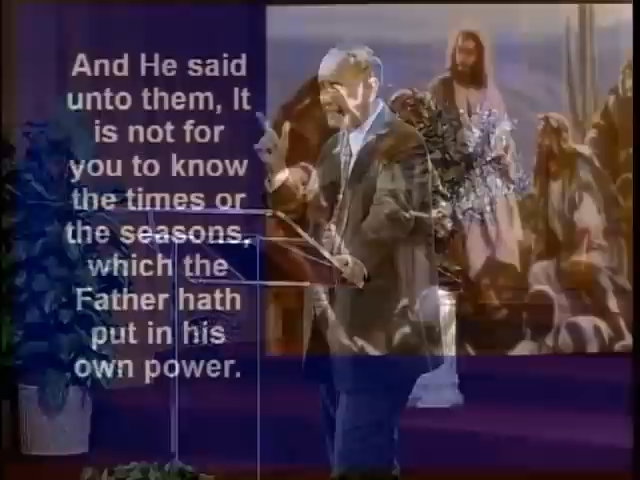 And He said
unto them, It
is not for
you to know
the times or
the seasons,
which the
Father hath
put in his
own power.